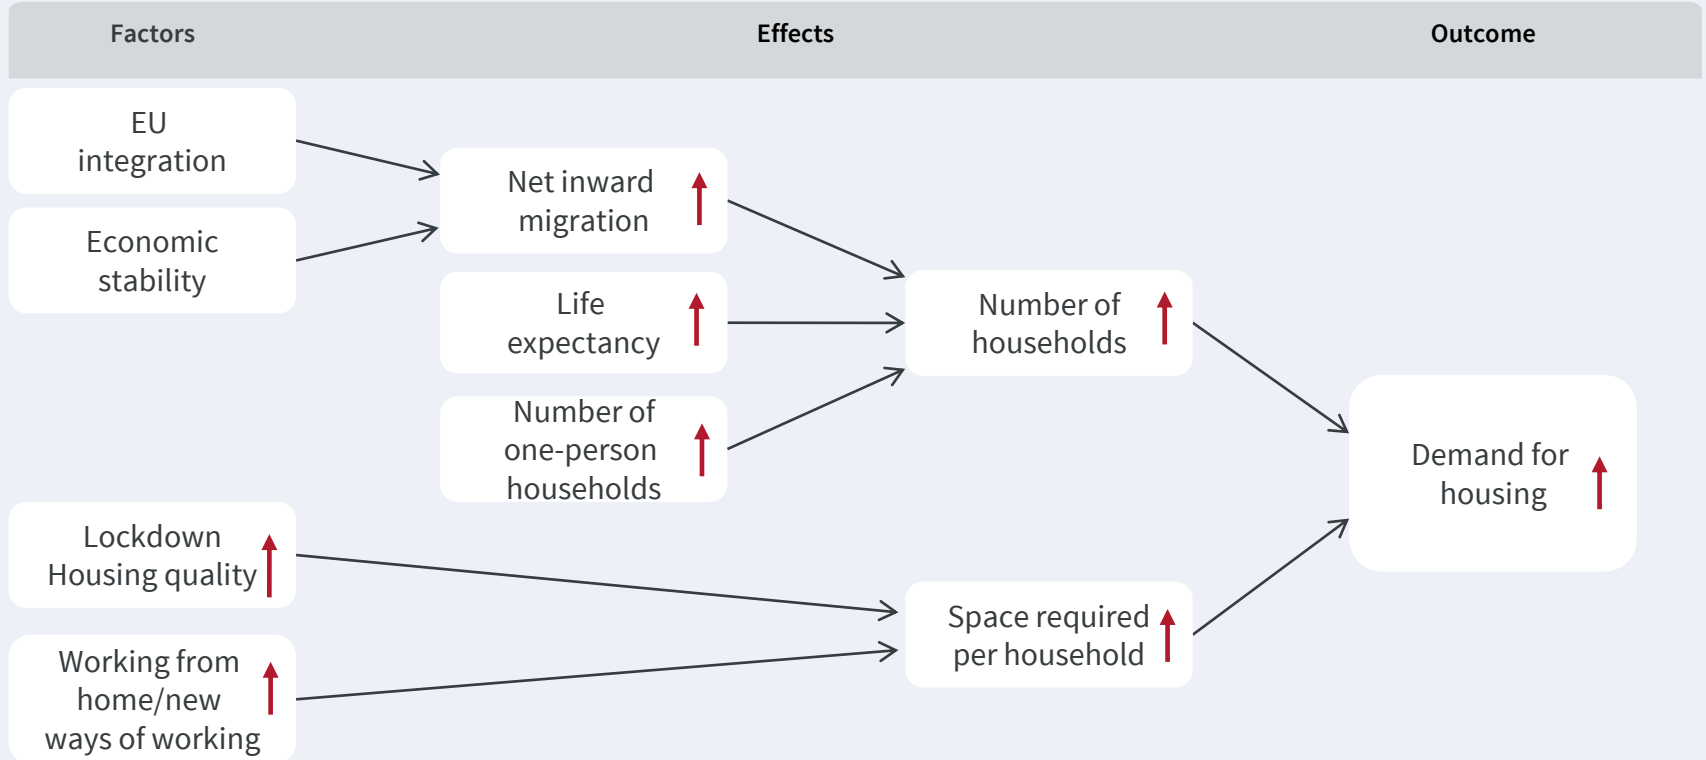 Factors
Effects
Outcome
EU
integration
Economic
stability
Net inward
migration
Life
expectancy
Number of
one-person
households
Number of
households
Lockdown
Housing quality
Working from
home/new
ways of working
Space required
per household
Demand for
housing